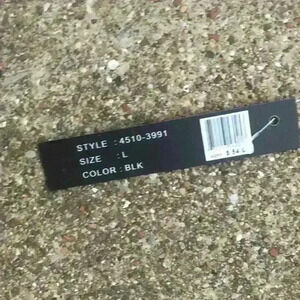 STYLE : 4510-3991
SIZE : L
COLOR : BLK